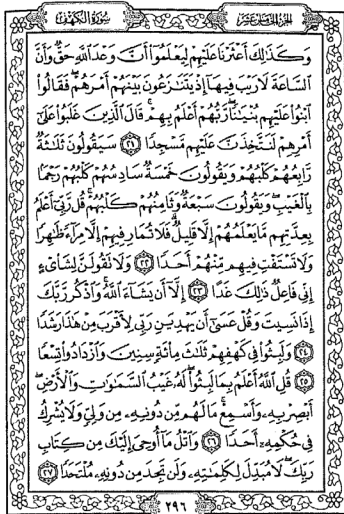 سورة الكهف
الجزء الخامس عشر
وَكَذَٰلِكَ أَعْثَرْنَا عَلَيْهِمْ لِيَعْلَمُوٓا۟ أَنَّ وَعْدَ ٱللَّهِ حَقٌّ وَأَنَّ
ٱلسَّاعَةَ لَا رَيْبَ فِيهَآ إِذْ يَتَنَٰزَعُونَ بَيْنَهُمْ أَمْرَهُمْ ۖ فَقَالُوا۟
ٱبْنُوا۟ عَلَيْهِم بُنْيَٰنًا ۖ رَّبُّهُمْ أَعْلَمُ بِهِمْ ۚ قَالَ ٱلَّذِينَ غَلَبُوا۟ عَلَىٰٓ
أَمْرِهِمْ لَنَتَّخِذَنَّ عَلَيْهِم مَّسْجِدًا ٢١ سَيَقُولُونَ ثَلَٰثَةٌ
رَّابِعُهُمْ كَلْبُهُمْ وَيَقُولُونَ خَمْسَةٌ سَادِسُهُمْ كَلْبُهُمْ رَجْمًۢا
بِٱلْغَيْبِ ۖ وَيَقُولُونَ سَبْعَةٌ وَثَامِنُهُمْ كَلْبُهُمْ ۚ قُل رَّبِّىٓ أَعْلَمُ
بِعِدَّتِهِم مَّا يَعْلَمُهُمْ إِلَّا قَلِيلٌ ۗ فَلَا تُمَارِ فِيهِمْ إِلَّا مِرَآءً ظَٰهِرًا
وَلَا تَسْتَفْتِ فِيهِم مِّنْهُمْ أَحَدًا ٢٢ وَلَا تَقُولَنَّ لِشَا۟ىْءٍ
إِنِّى فَاعِلٌ ذَٰلِكَ غَدًا ٢٣ إِلَّآ أَن يَشَآءَ ٱللَّهُ ۚ وَٱذْكُر رَّبَّكَ
إِذَا نَسِيتَ وَقُلْ عَسَىٰٓ أَن يَهْدِيَنِ رَبِّى لِأَقْرَبَ مِنْ هَٰذَا رَشَدًا
٢٤ وَلَبِثُوا۟ فِى كَهْفِهِمْ ثَلَٰثَ مِا۟ئَةٍ سِنِينَ وَٱزْدَادُوا۟ تِسْعًا
٢٥ قُلِ ٱللَّهُ أَعْلَمُ بِمَا لَبِثُوا۟ ۖ لَهُۥ غَيْبُ ٱلسَّمَٰوَٰتِ وَٱلْأَرْضِ ۖ
أَبْصِرْ بِهِۦ وَأَسْمِعْ ۚ مَا لَهُم مِّن دُونِهِۦ مِن وَلِىٍّ وَلَا يُشْرِكُ
فِى حُكْمِهِۦٓ أَحَدًا ٢٦ وَٱتْلُ مَآ أُوحِىَ إِلَيْكَ مِن كِتَابِ
رَبِّكَ ۖ لَا مُبَدِّلَ لِكَلِمَٰتِهِۦ وَلَن تَجِدَ مِن دُونِهِۦ مُلْتَحَدًا ٢٧
٢٩٦